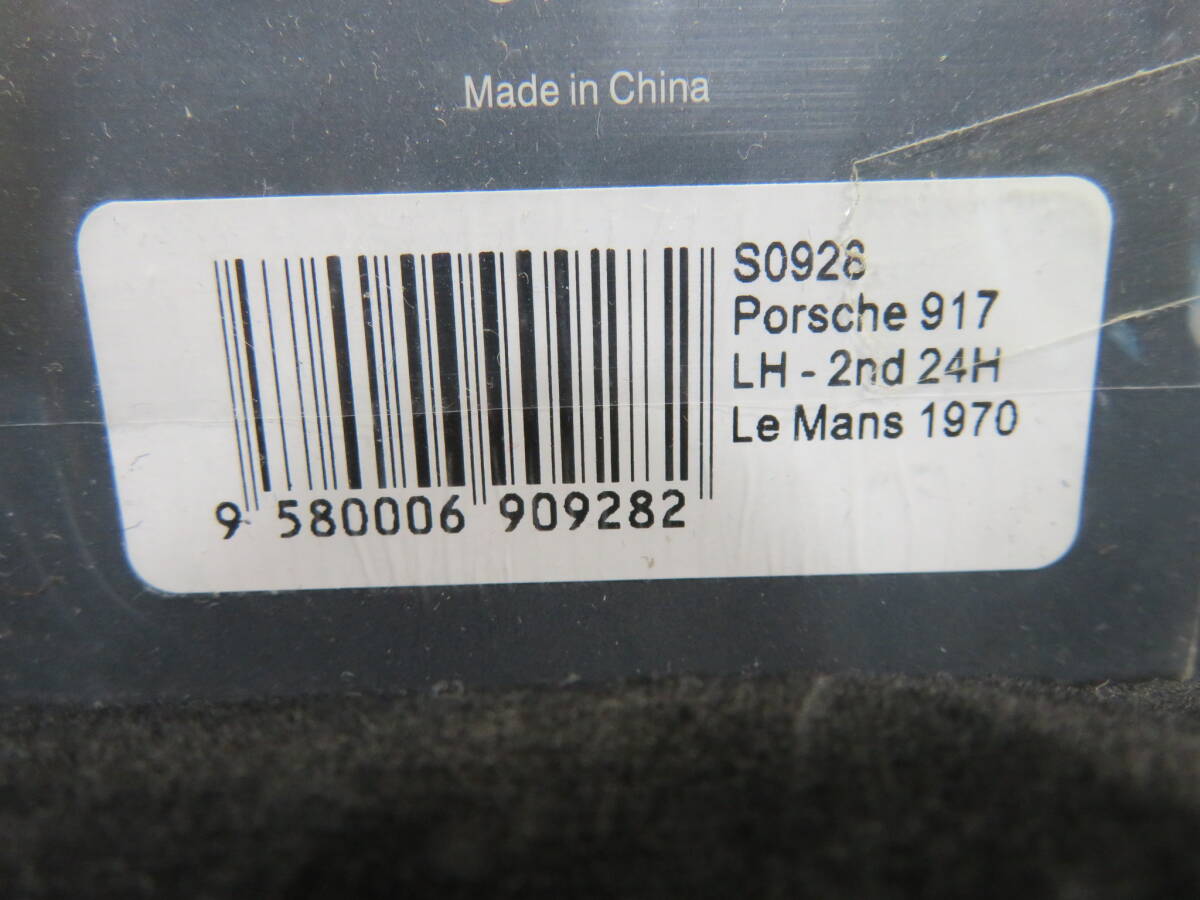 Made in China
S0928
Porsche 917
LH - 2nd 24H
Le Mans 1970
9 580006 909282